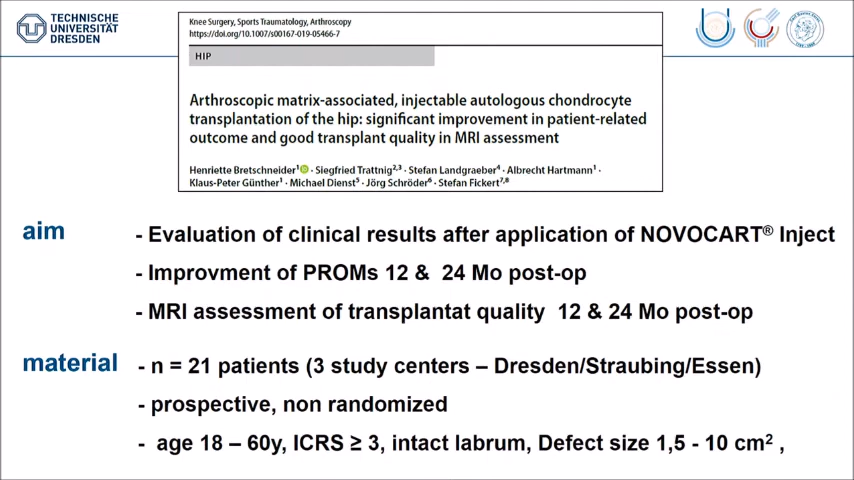 TECHNISCHE
UNIVERSITÄT
DRESDEN
Knee Surgery, Sports Traumatology, Arthroscopy
https://doi.org/10.1007/s00167-019-05466-7
HIP
Arthroscopic matrix-associated, injectable autologous chondrocyte
transplantation of the hip: significant improvement in patient-related
outcome and good transplant quality in MRI assessment
Henriette Bretschneider1 · Siegfried Trattnig2,3 · Stefan Landgraeber4 · Albrecht Hartmann1 ·
Klaus-Peter Günther1 · Michael Dienst5 · Jörg Schröder6 · Stefan Fickert7,8
aim
- Evaluation of clinical results after application of NOVOCART® Inject
- Improvment of PROMs 12 & 24 Mo post-op
- MRI assessment of transplantat quality 12 & 24 Mo post-op
material
- n = 21 patients (3 study centers – Dresden/Straubing/Essen)
- prospective, non randomized
- age 18 – 60y, ICRS ≥ 3, intact labrum, Defect size 1,5 - 10 cm² ,